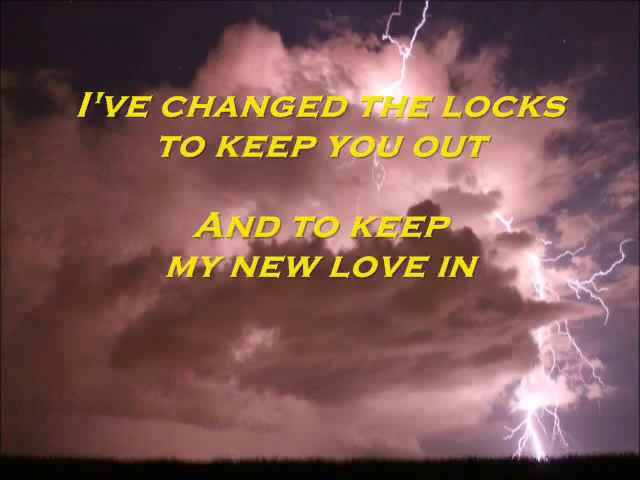 I've changed the locks
to keep you out
And to keep
my new love in